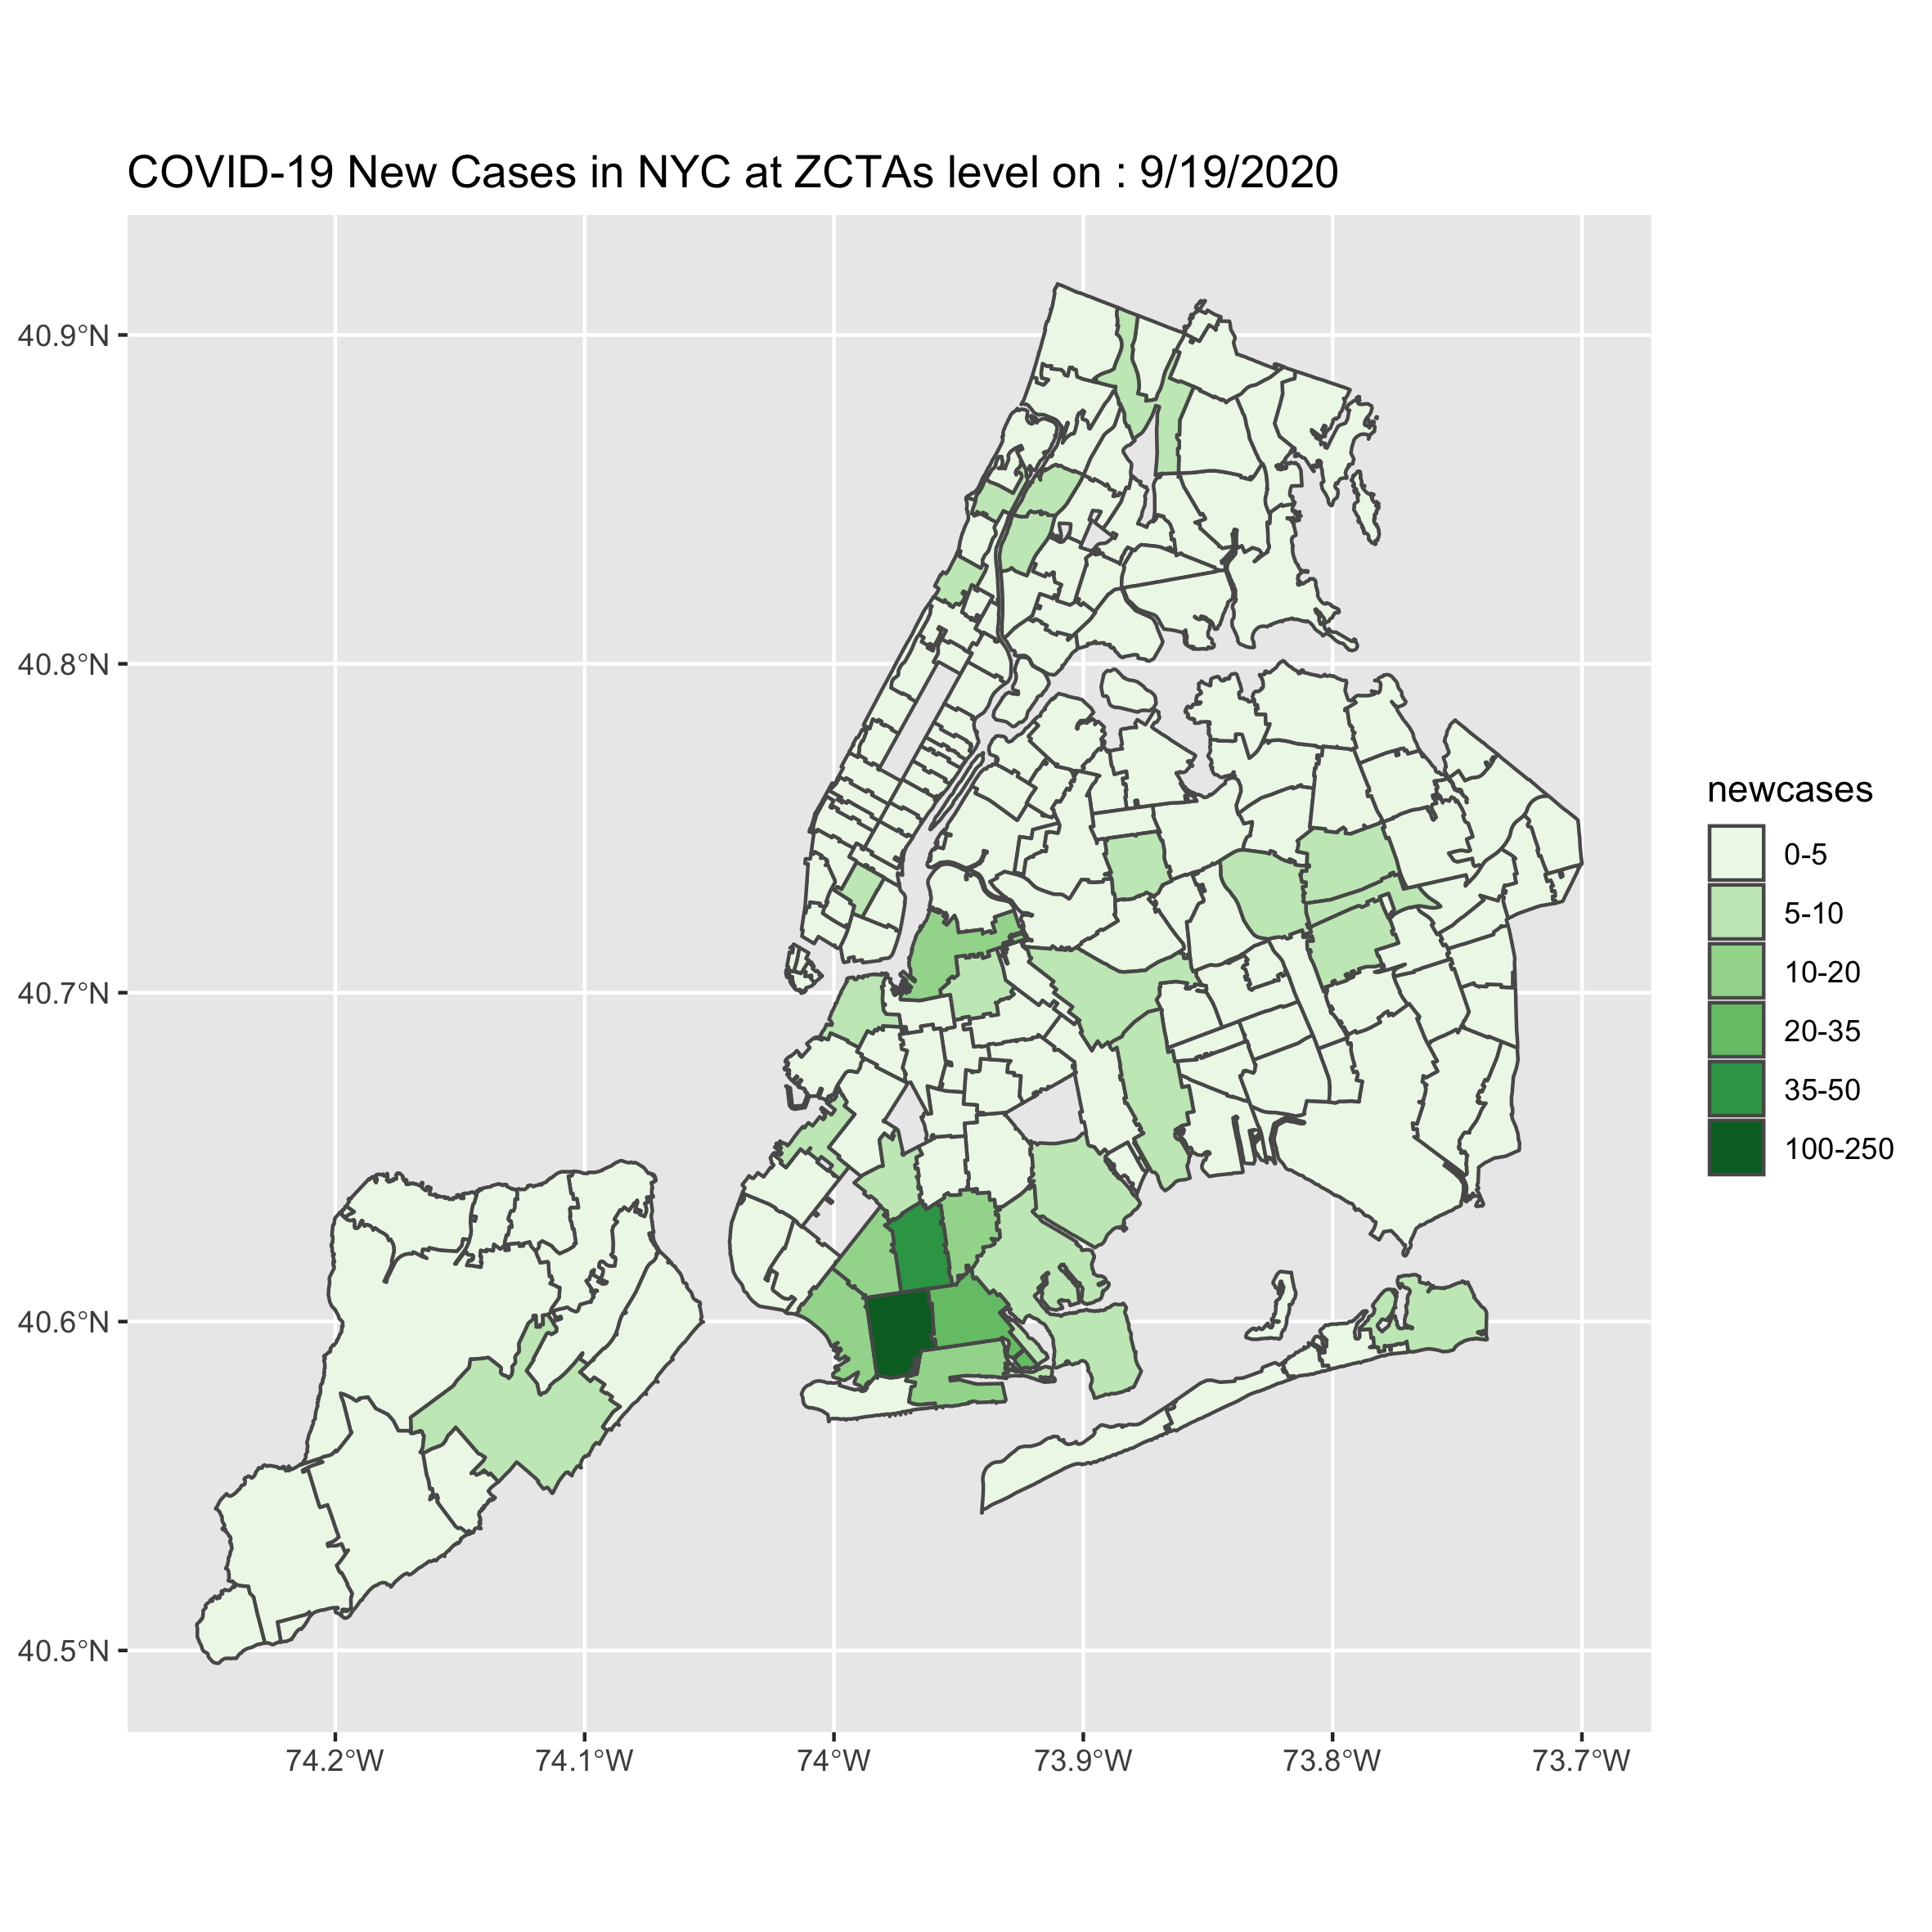 COVID-19 New Cases in NYC at ZCTAs level on : 9/19/2020
40.9°N
40.8°N
40.7°N
40.6°N
40.5°N
74.2°W 74.1°W 74°W 73.9°W 73.8°W 73.7°W
newcases
0-5
5-10
10-20
20-35
35-50
100-250